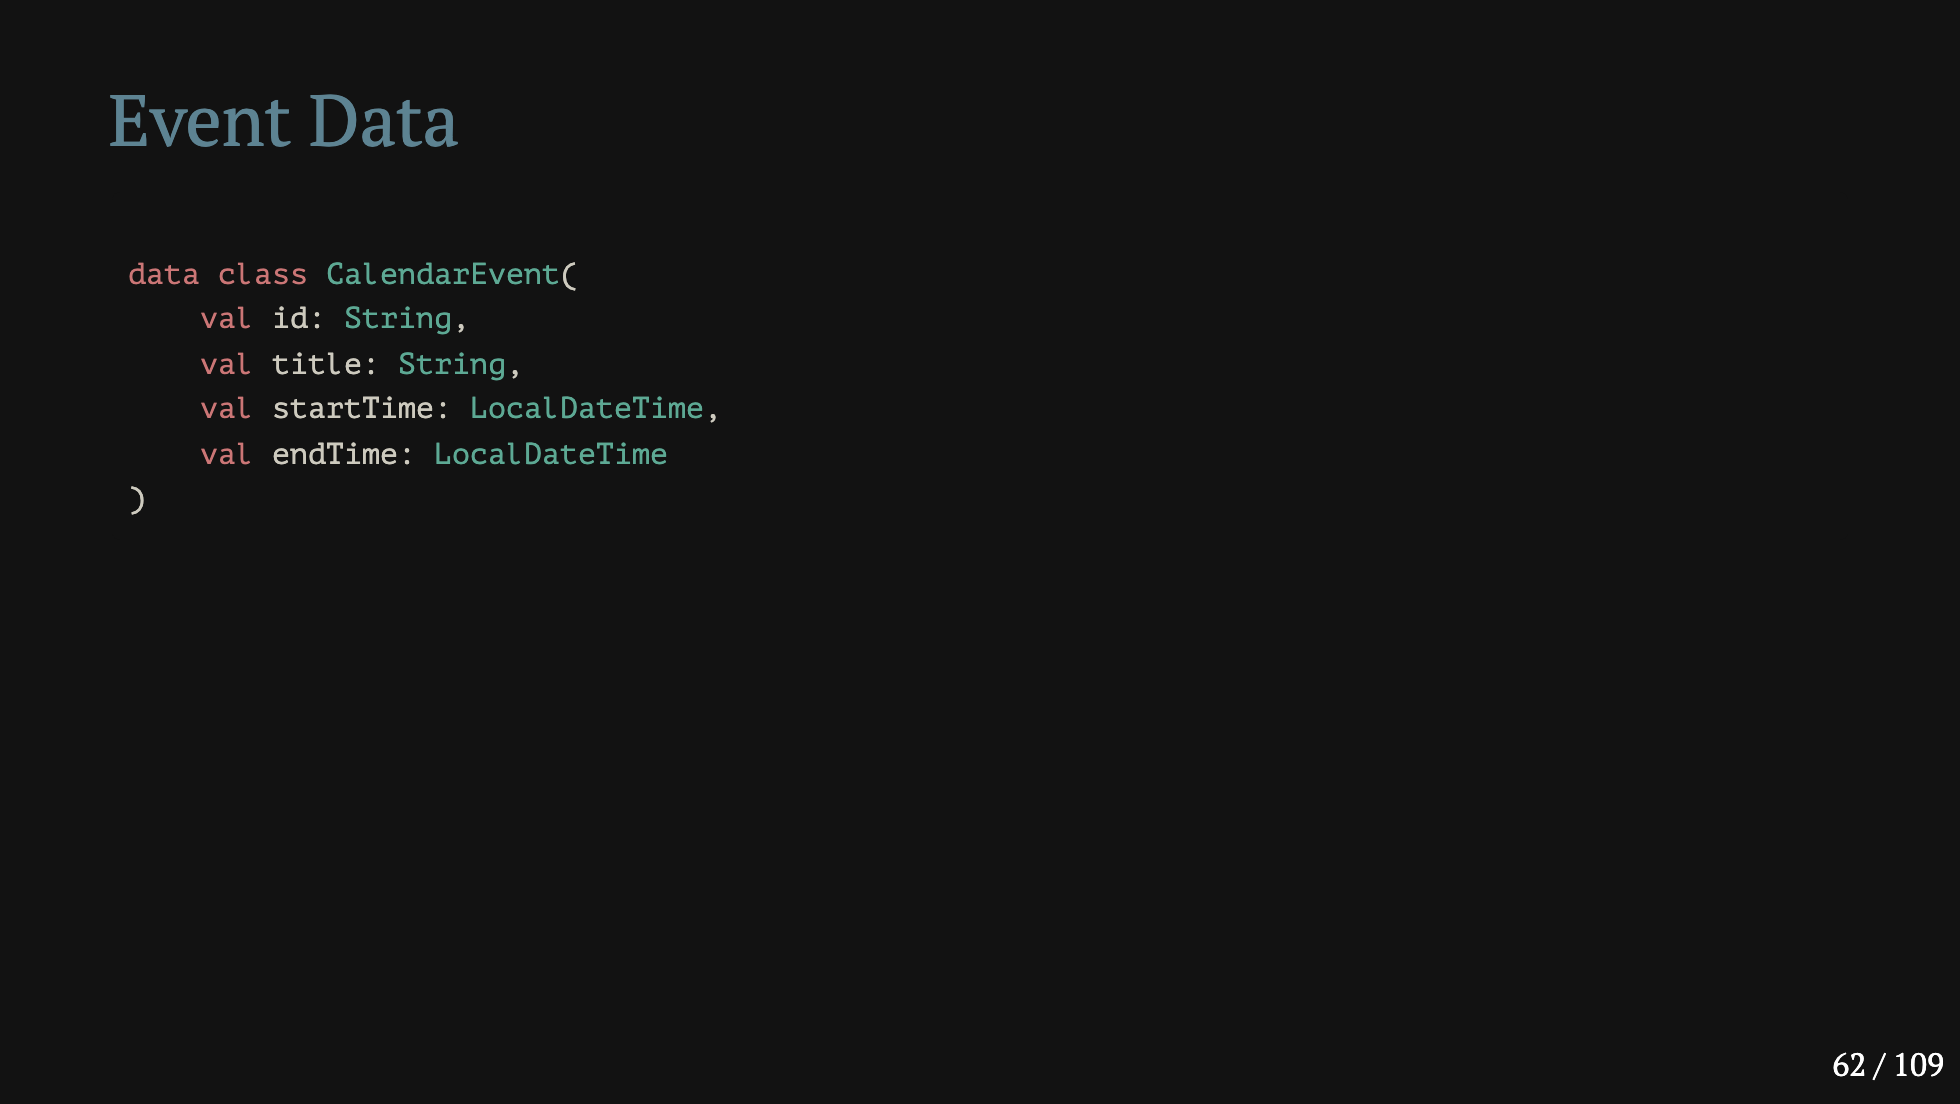 Event Data
data class CalendarEvent(
    val id: String,
    val title: String,
    val startTime: LocalDateTime,
    val endTime: LocalDateTime
)
62 / 109